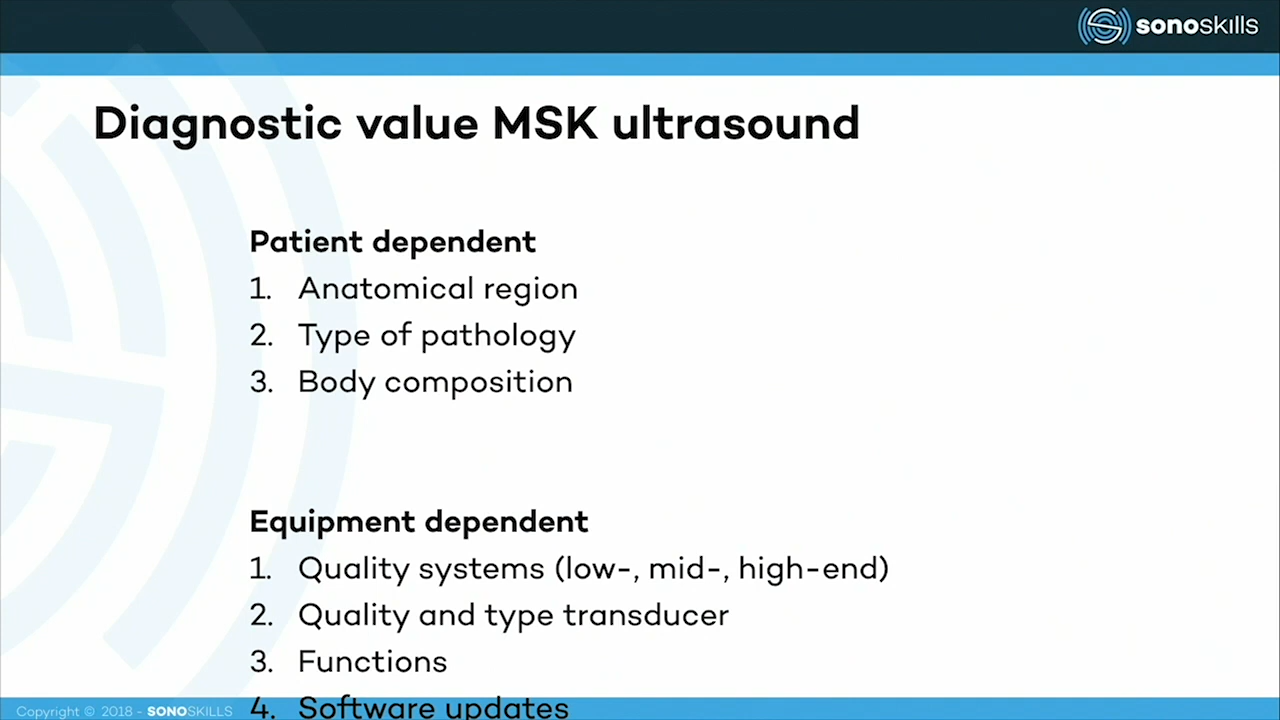 sonoskills
Diagnostic value MSK ultrasound
Patient dependent
1. Anatomical region
2. Type of pathology
3. Body composition
Equipment dependent
1. Quality systems (low-, mid-, high-end)
2. Quality and type transducer
3. Functions
4. Software updates
Copyright © 2018 - SONOSKILLS